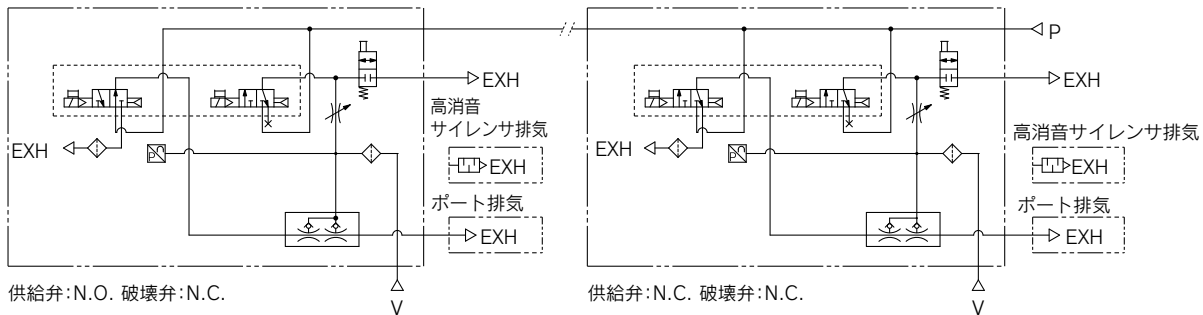 P
EXH
高消音
サイレンサ排気
EXH
P
EXH
ポート排気
EXH
供給弁:N.O. 破壊弁:N.C.
V
EXH
高消音サイレンサ排気
EXH
P
EXH
ポート排気
EXH
供給弁:N.C. 破壊弁:N.C.
V